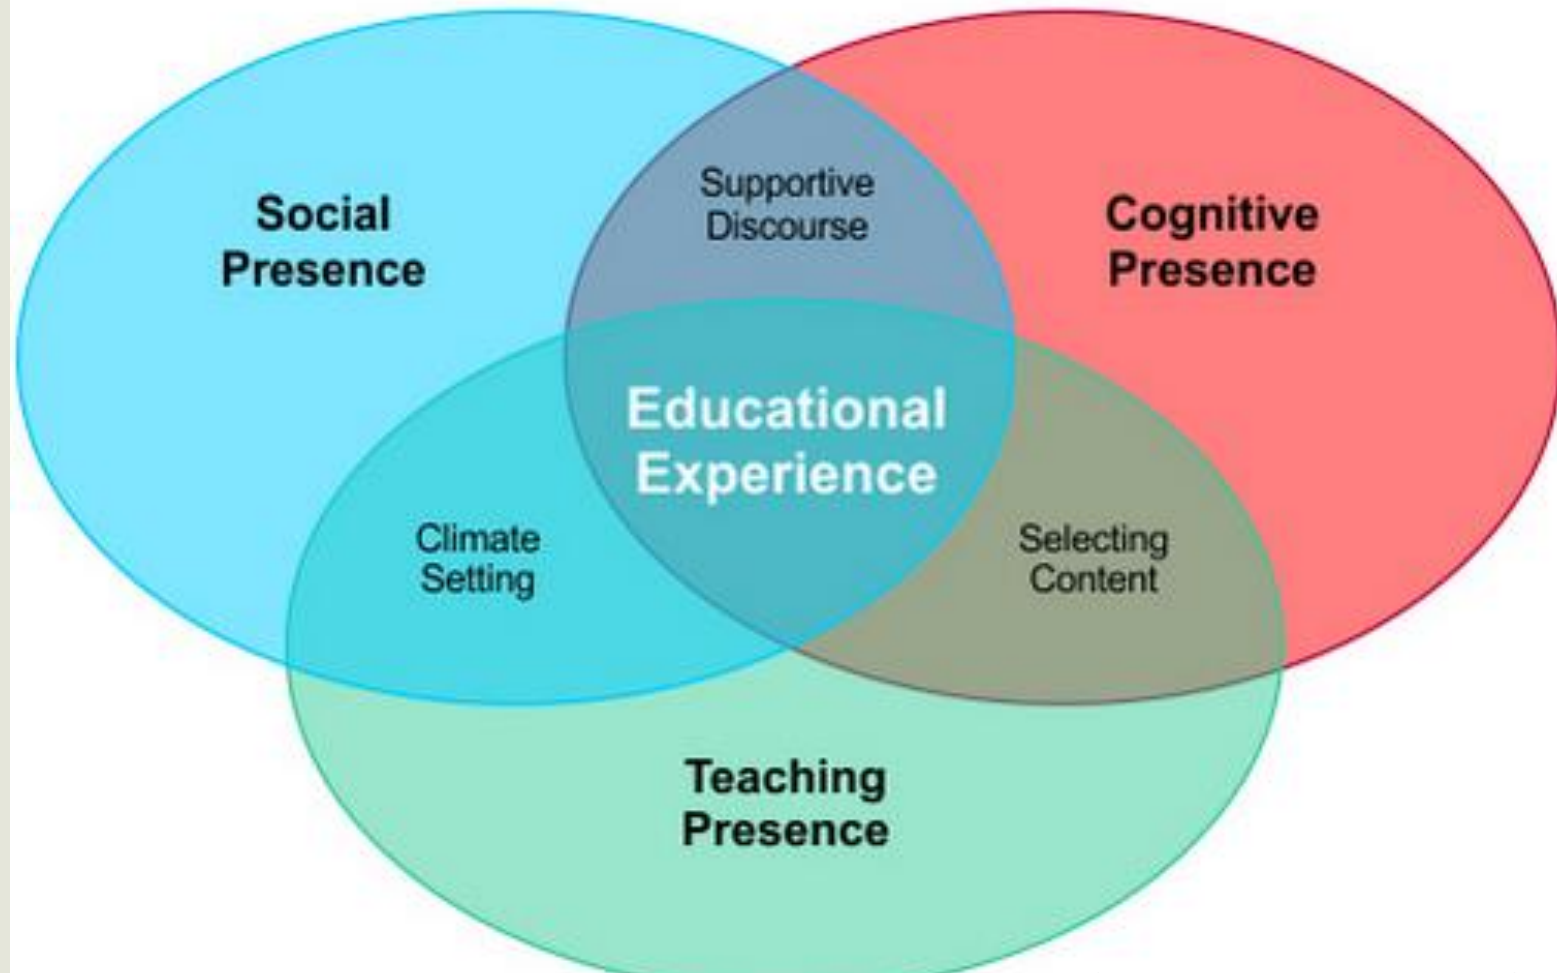 Social
Presence
Supportive
Discourse
Cognitive
Presence
Educational
Experience
Climate
Setting
Selecting
Content
Teaching
Presence